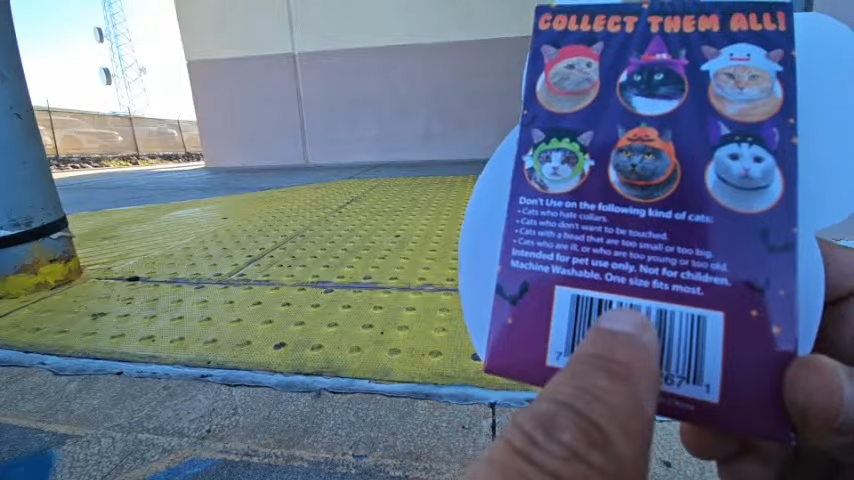 COLLECT THEM ALL!
Don't Use on the following kind of cats:
• Cats who hate collars.
• Cats who don't want to be touched.
• Cats with a head that are too small or too big.
• Cats who are ill, or who are too young or too old.
Intended for pets use only. Not for children.
Machine Washable. One size fits most.